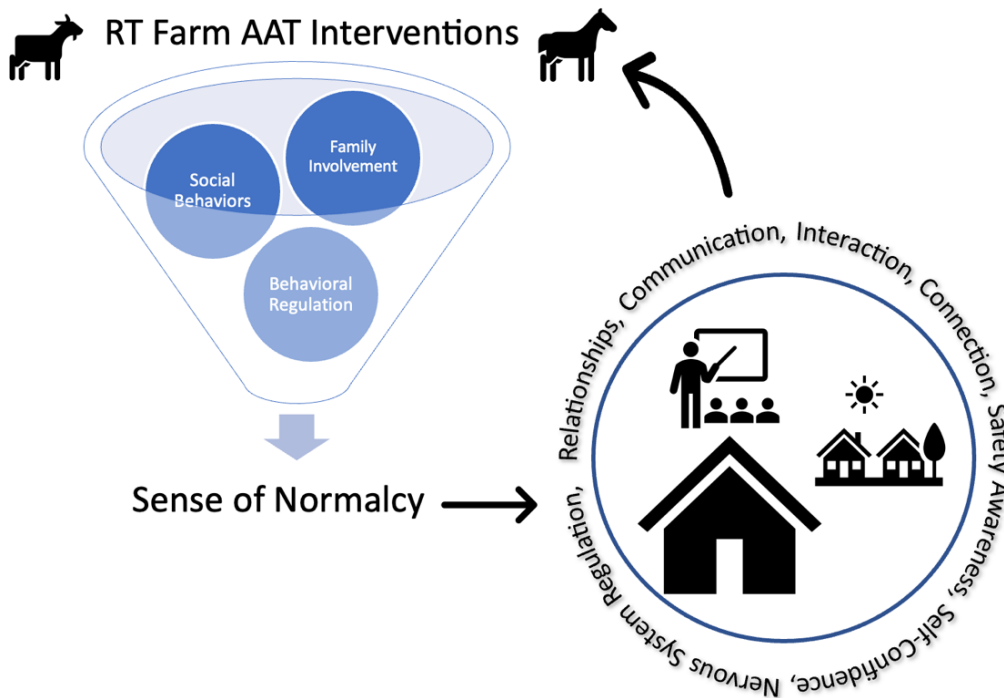 RT Farm AAT Interventions
Family
Involvement
Social
Behaviors
Behavioral
Regulation
Sense of Normalcy
Relationships, Communication, Interaction, Connection, Safety Awareness, Self-Confidence, Nervous System Regulation,